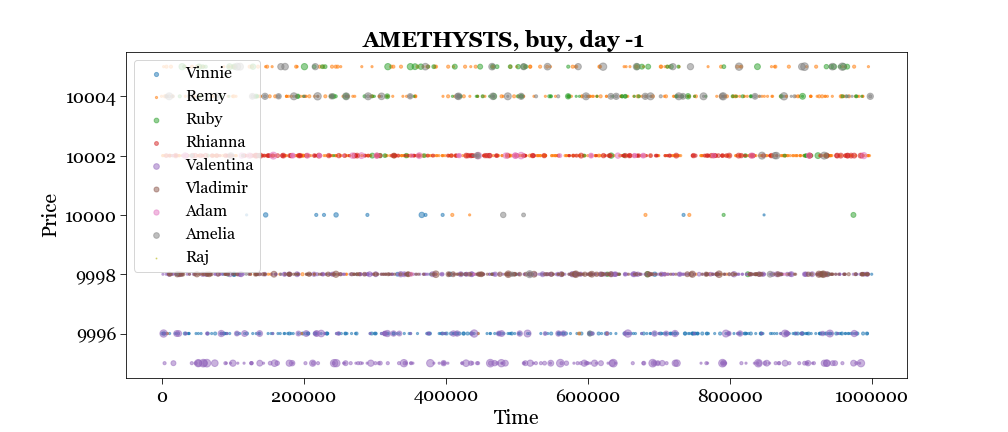 AMETHYSTS, buy, day -1
Vinnie
Remy
Ruby
Rhianna
Valentina
Vladimir
Adam
Amelia
Raj
Price
10004
10002
10000
9998
9996
0 200000 400000 600000 800000 1000000
Time